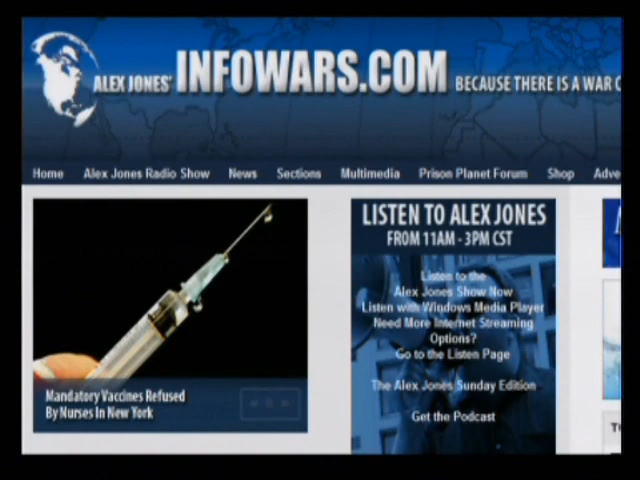 ALEX JONES' INFOWARS.COM BECAUSE THERE IS A WAR
Home Alex Jones Radio Show News Sections Multimedia Prison Planet Forum Shop
LISTEN TO ALEX JONES
FROM 11AM - 3PM CST
Listen to the
Alex Jones Show Now
Listen with Windows Media Player
Need More Internet Streaming
Options?
Go to the Listen Page
The Alex Jones Sunday Edition
Get the Podcast
Mandatory Vaccines Refused
By Nurses In New York